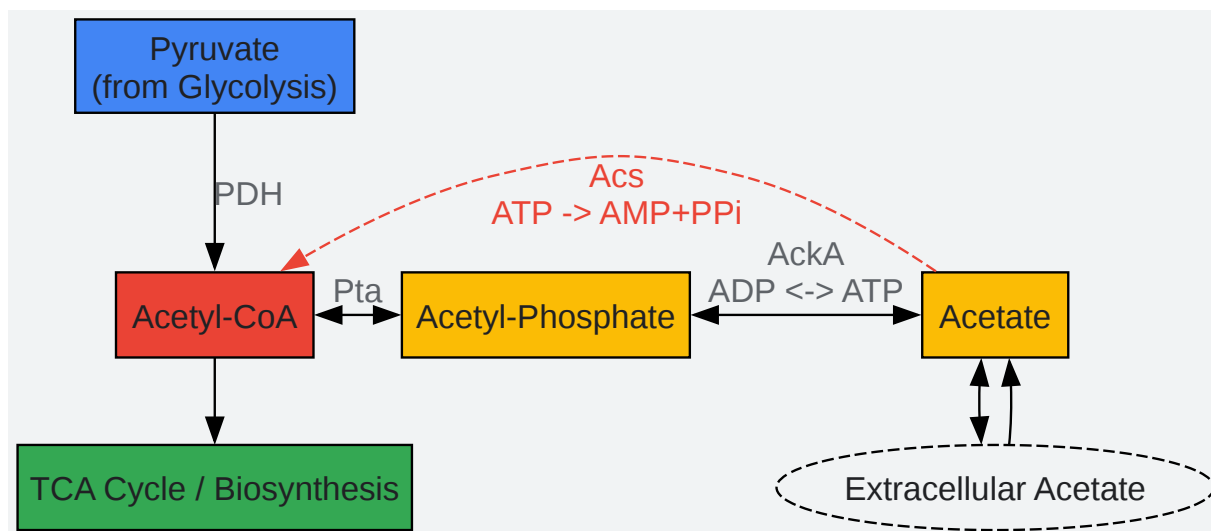 Pyruvate
(from Glycolysis)
PDH
Acs
ATP -> AMP+PPi
AckA
ADP <-> ATP
Acetyl-CoA
Pta
Acetyl-Phosphate
Acetate
TCA Cycle / Biosynthesis
Extracellular Acetate